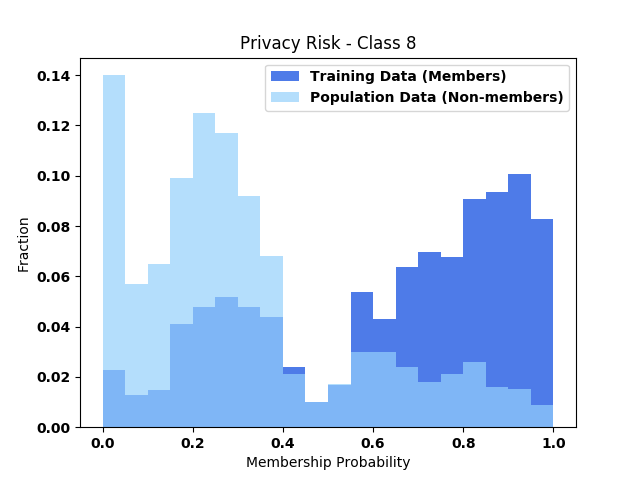 Privacy Risk - Class 8
Training Data (Members)
Population Data (Non-members)
Fraction
0.14
0.12
0.10
0.08
0.06
0.04
0.02
0.00
0.0 0.2 0.4 0.6 0.8 1.0
Membership Probability